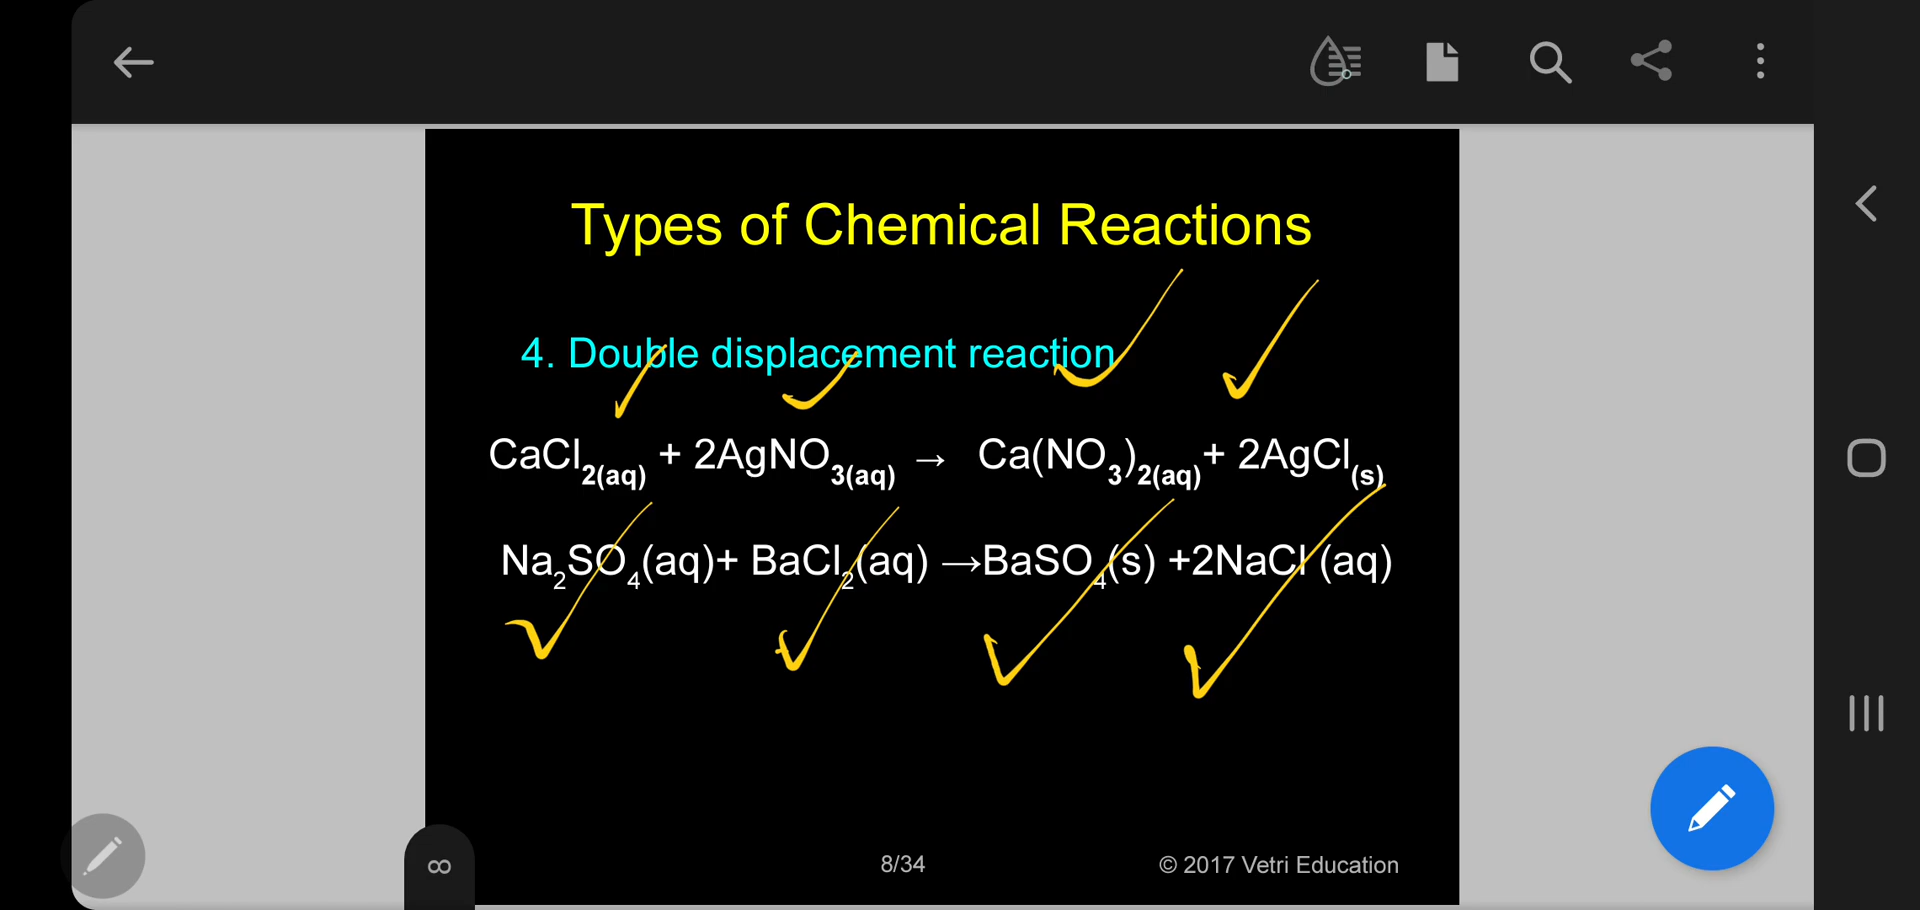 Types of Chemical Reactions
4. Double displacement reaction
CaCl₂₍aq₎ + 2AgNO₃₍aq₎ → Ca(NO₃)₂₍aq₎+ 2AgCl₍s₎
Na₂SO₄(aq)+ BaCl₂(aq) →BaSO₄(s) +2NaCl (aq)
8/34
© 2017 Vetri Education
8